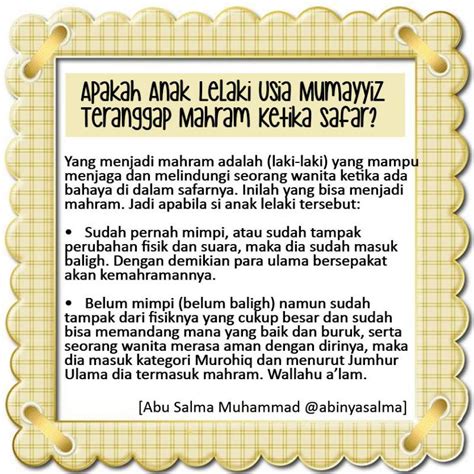 Apakah Anak Lelaki Usia Mumayyiz
Teranggap Mahram Ketika Safar?
Yang menjadi mahram adalah (laki-laki) yang mampu
menjaga dan melindungi seorang wanita ketika ada
bahaya di dalam safarnya. Inilah yang bisa menjadi
mahram. Jadi apabila si anak lelaki tersebut:
• Sudah pernah mimpi, atau sudah tampak
perubahan fisik dan suara, maka dia sudah masuk
baligh. Dengan demikian para ulama bersepakat
akan kemahramannya.
• Belum mimpi (belum baligh) namun sudah
tampak dari fisiknya yang cukup besar dan sudah
bisa memandang mana yang baik dan buruk, serta
seorang wanita merasa aman dengan dirinya, maka
dia masuk kategori Murohiq dan menurut Jumhur
Ulama dia termasuk mahram. Wallahu a'lam.
[Abu Salma Muhammad @abinyasalma]